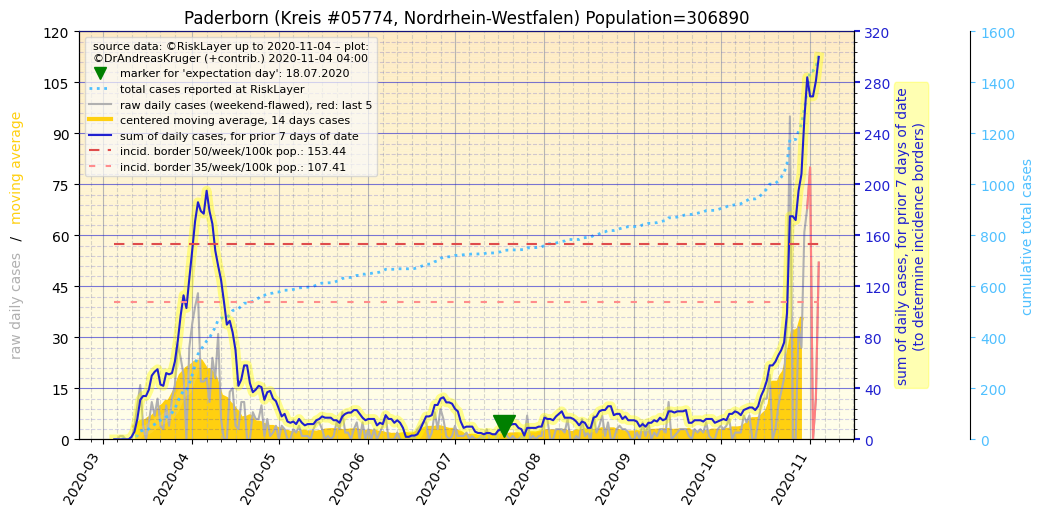 Paderborn (Kreis #05774, Nordrhein-Westfalen) Population=306890
source data: ©RiskLayer up to 2020-11-04 – plot:
©DrAndreasKruger (+contrib.) 2020-11-04 04:00
marker for 'expectation day': 18.07.2020
total cases reported at RiskLayer
raw daily cases (weekend-flawed), red: last 5
centered moving average, 14 days cases
sum of daily cases, for prior 7 days of date
incid. border 50/week/100k pop.: 153.44
incid. border 35/week/100k pop.: 107.41
raw daily cases / moving average
120
105
90
75
60
45
30
15
0
2020-03
2020-04
2020-05
2020-06
2020-07
2020-08
2020-09
2020-10
2020-11
320
280
240
200
160
120
80
40
0
sum of daily cases, for prior 7 days of date
(to determine incidence borders)
1600
1400
1200
1000
800
600
400
200
0
cumulative total cases